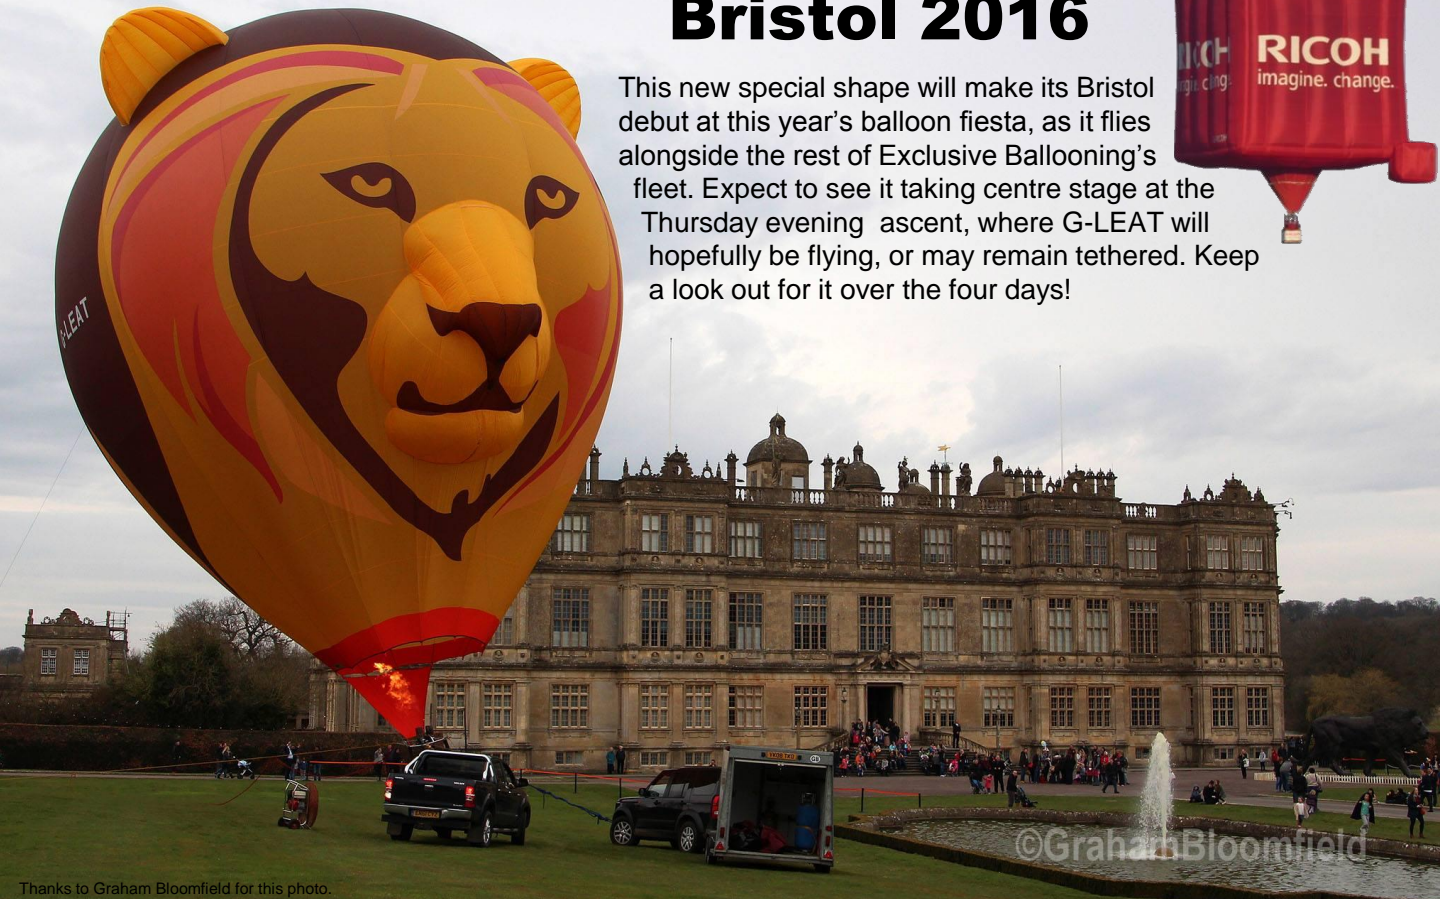 Bristol 2016
This new special shape will make its Bristol
debut at this year’s balloon fiesta, as it flies
alongside the rest of Exclusive Ballooning’s
fleet. Expect to see it taking centre stage at the
Thursday evening  ascent, where G-LEAT will
hopefully be flying, or may remain tethered. Keep
a look out for it over the four days!
RICOH
imagine. change.
G-LEAT
©GrahamBloomfield
Thanks to Graham Bloomfield for this photo.